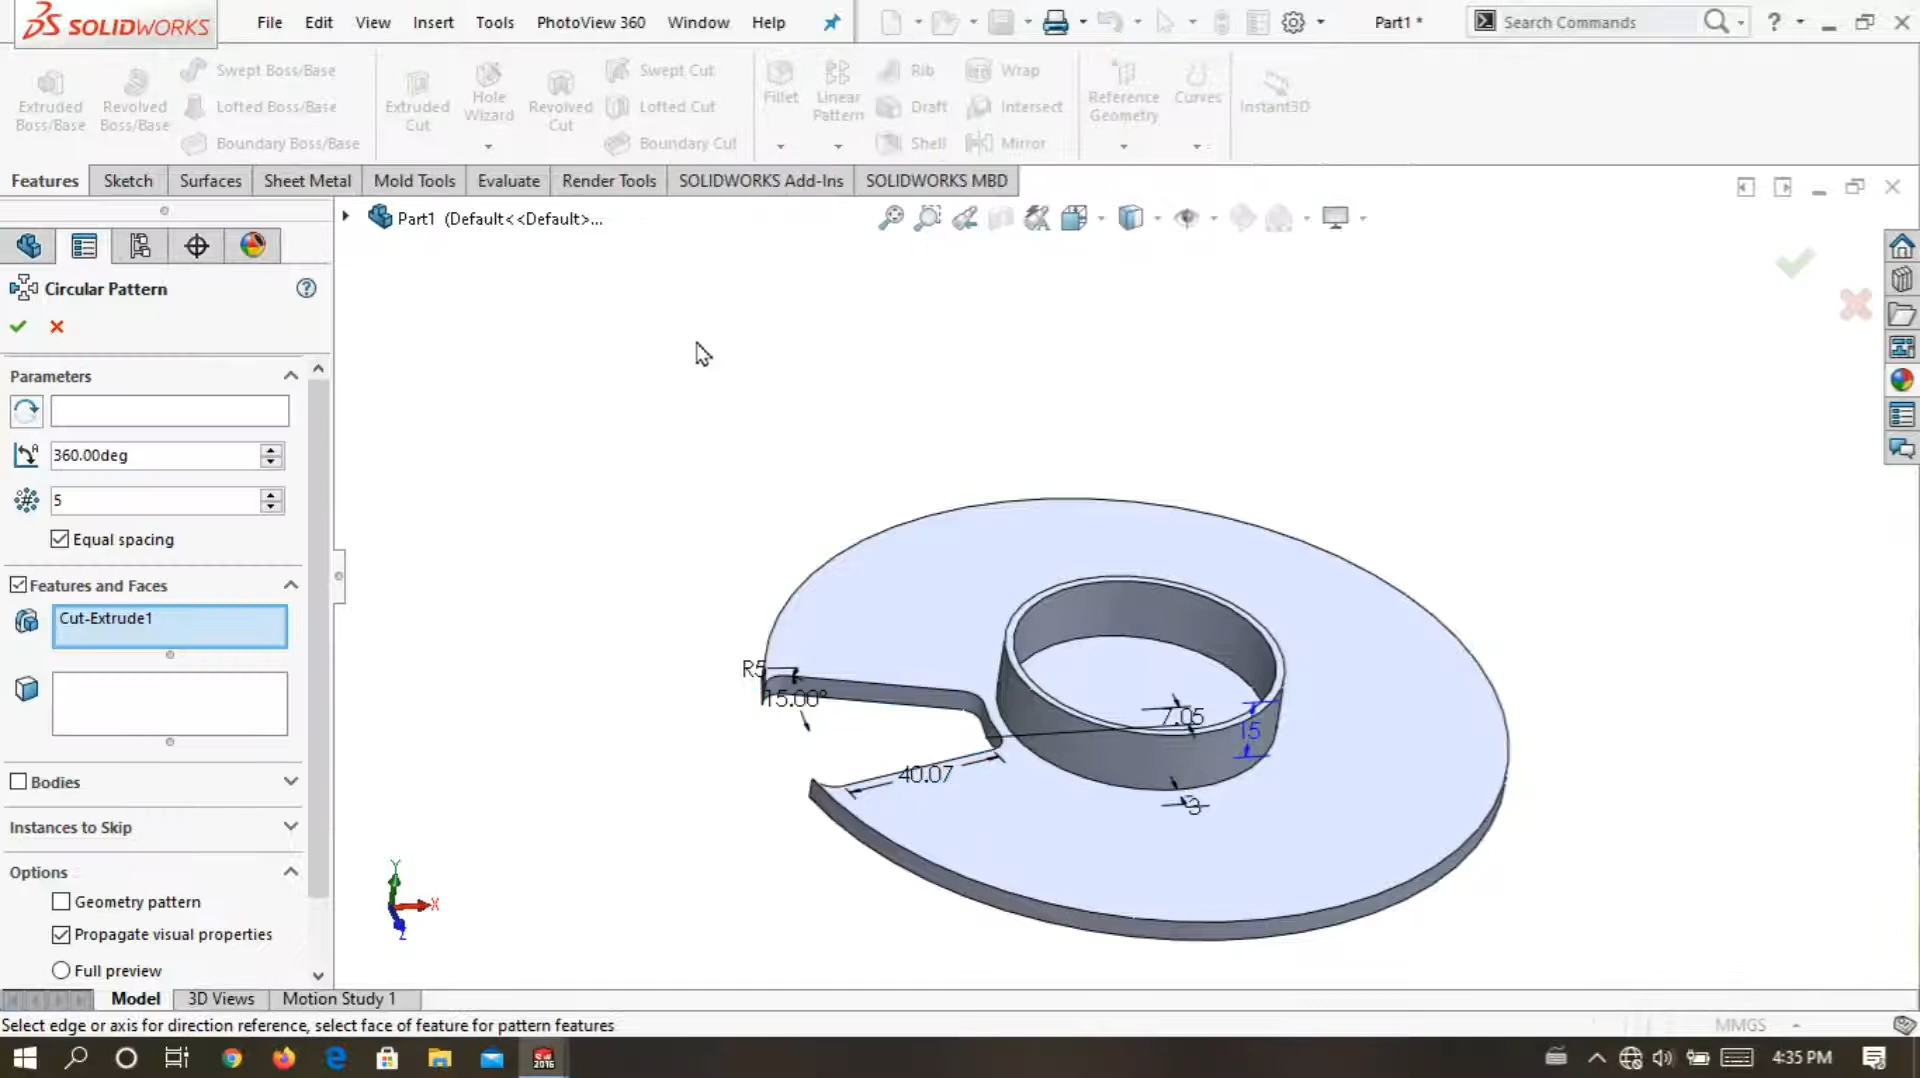 SOLIDWORKS File Edit View Insert Tools PhotoView 360 Window Help Part1 * Search Commands ?
Extruded Boss/Base Revolved Boss/Base Swept Boss/Base Extruded Cut Hole Wizard Revolved Cut Swept Cut Fillet Linear Pattern Rib Wrap Reference Geometry Curves Instant3D
Lofted Boss/Base Lofted Cut Draft Intersect
Boundary Boss/Base Boundary Cut Shell Mirror
Features Sketch Surfaces Sheet Metal Mold Tools Evaluate Render Tools SOLIDWORKS Add-Ins SOLIDWORKS MBD
Part1 (Default<<Default>...
Circular Pattern
Parameters
360.00deg
5
Equal spacing
Features and Faces
Cut-Extrude1
Bodies
Instances to Skip
Options
Geometry pattern
Propagate visual properties
Full preview
R5
15.00°
7.05
15
40.07
3
Y
X
Z
Model 3D Views Motion Study 1
Select edge or axis for direction reference, select face of feature for pattern features MMGS
SW 2016 4:35 PM